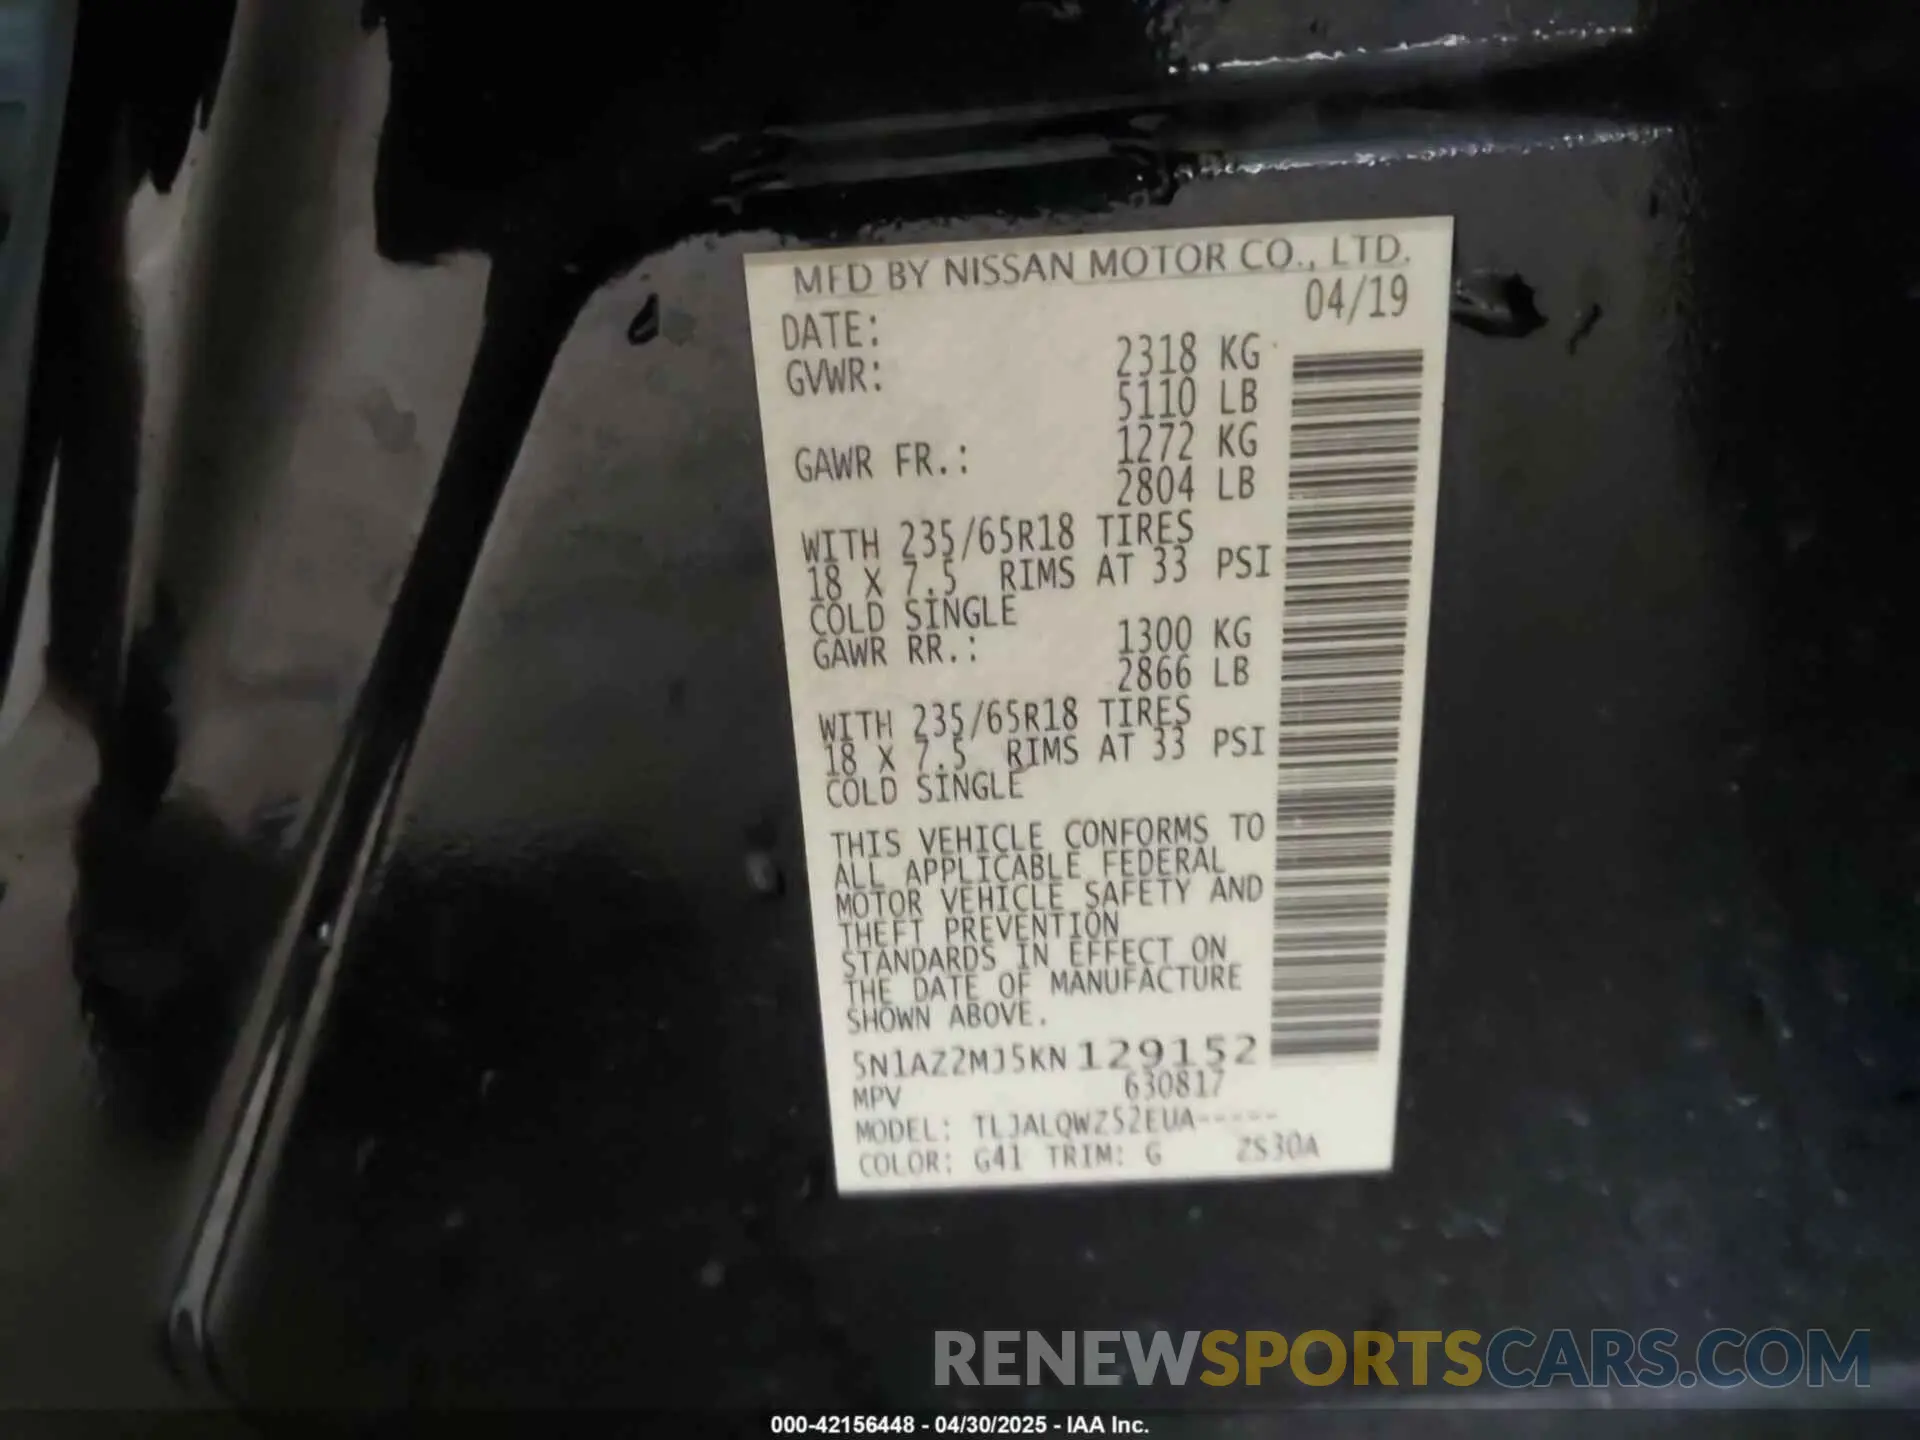 MFD BY NISSAN MOTOR CO., LTD.
DATE: 04/19
GVWR: 2318 KG
5110 LB
GAWR FR.: 1272 KG
2804 LB
WITH 235/65R18 TIRES
18 X 7.5 RIMS AT 33 PSI
COLD SINGLE
GAWR RR.: 1300 KG
2866 LB
WITH 235/65R18 TIRES
18 X 7.5 RIMS AT 33 PSI
COLD SINGLE
THIS VEHICLE CONFORMS TO
ALL APPLICABLE FEDERAL
MOTOR VEHICLE SAFETY AND
THEFT PREVENTION
STANDARDS IN EFFECT ON
THE DATE OF MANUFACTURE
SHOWN ABOVE.
5N1AZ2MJ5KN129152
MPV 630817
MODEL: TLJALQWZ52EUA-----
COLOR: G41 TRIM: G ZS30A
RENEWSPORTSCARS.COM
000-42156448 - 04/30/2025 - IAA Inc.